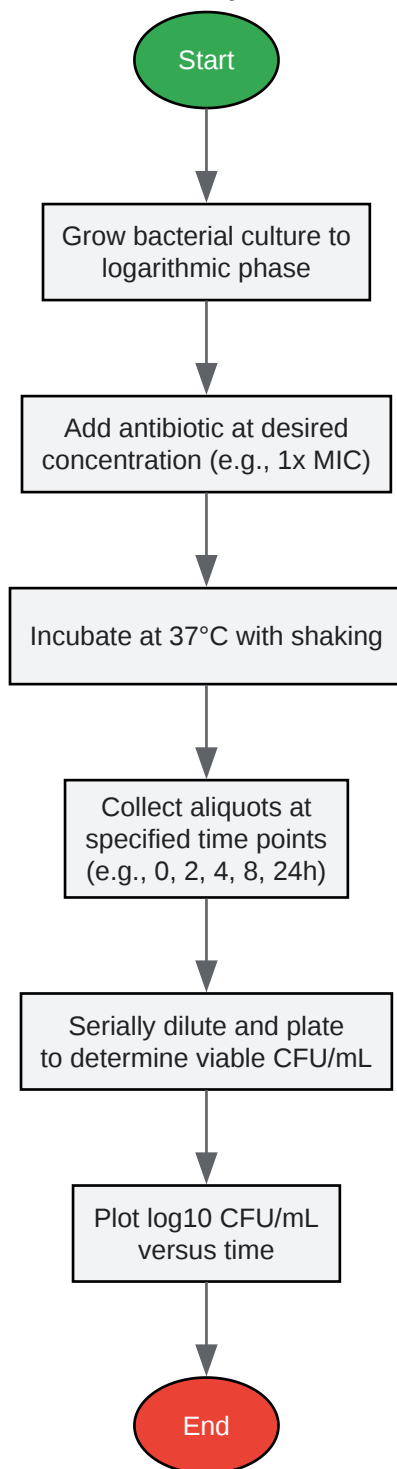 Start
Grow bacterial culture to
logarithmic phase
Add antibiotic at desired
concentration (e.g., 1x MIC)
Incubate at 37°C with shaking
Collect aliquots at
specified time points
(e.g., 0, 2, 4, 8, 24h)
Serially dilute and plate
to determine viable CFU/mL
Plot log10 CFU/mL
versus time
End